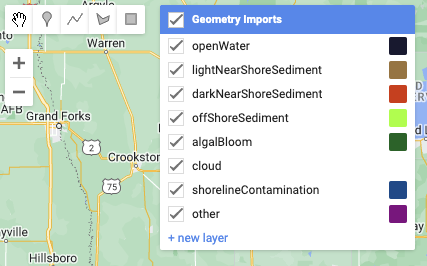 Argyle
Warren
AFB
Grand Forks
2
Crookston
75
Hillsboro
Geometry Imports
openWater
lightNearShoreSediment
darkNearShoreSediment
offShoreSediment
algalBloom
cloud
shorelineContamination
other
+ new layer